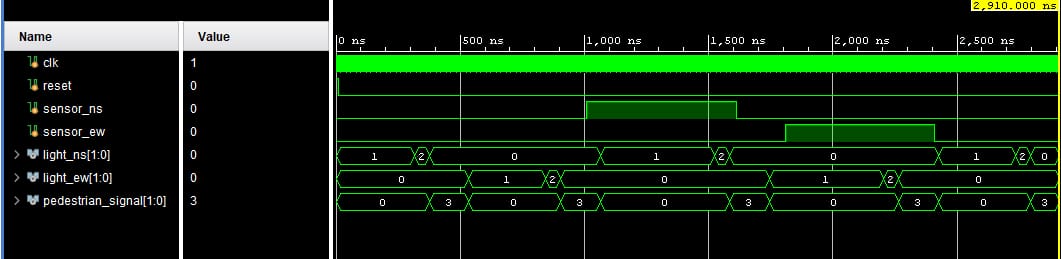 2,910.000 ns
Name Value
0 ns 500 ns 1,000 ns 1,500 ns 2,000 ns 2,500 ns
clk 1
reset 0
sensor_ns 0
sensor_ew 0
light_ns[1:0] 0 1 2 0 1 2 0 1 2 0
light_ew[1:0] 0 0 1 2 0 1 2 0
pedestrian_signal[1:0] 3 0 3 0 3 0 3 0 3 0 3